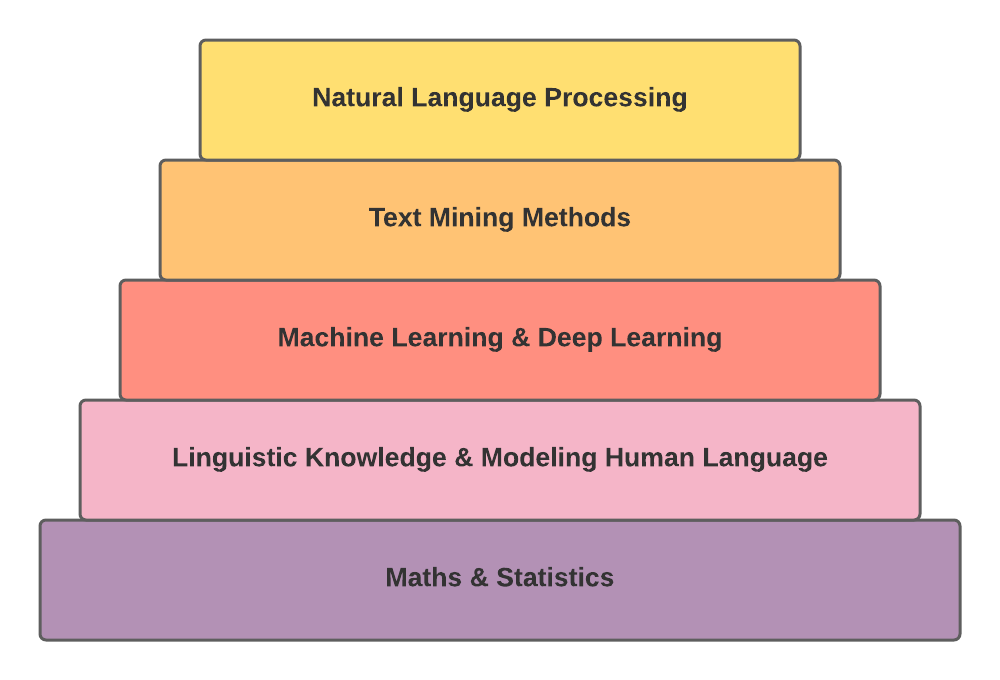 Natural Language Processing
Text Mining Methods
Machine Learning & Deep Learning
Linguistic Knowledge & Modeling Human Language
Maths & Statistics